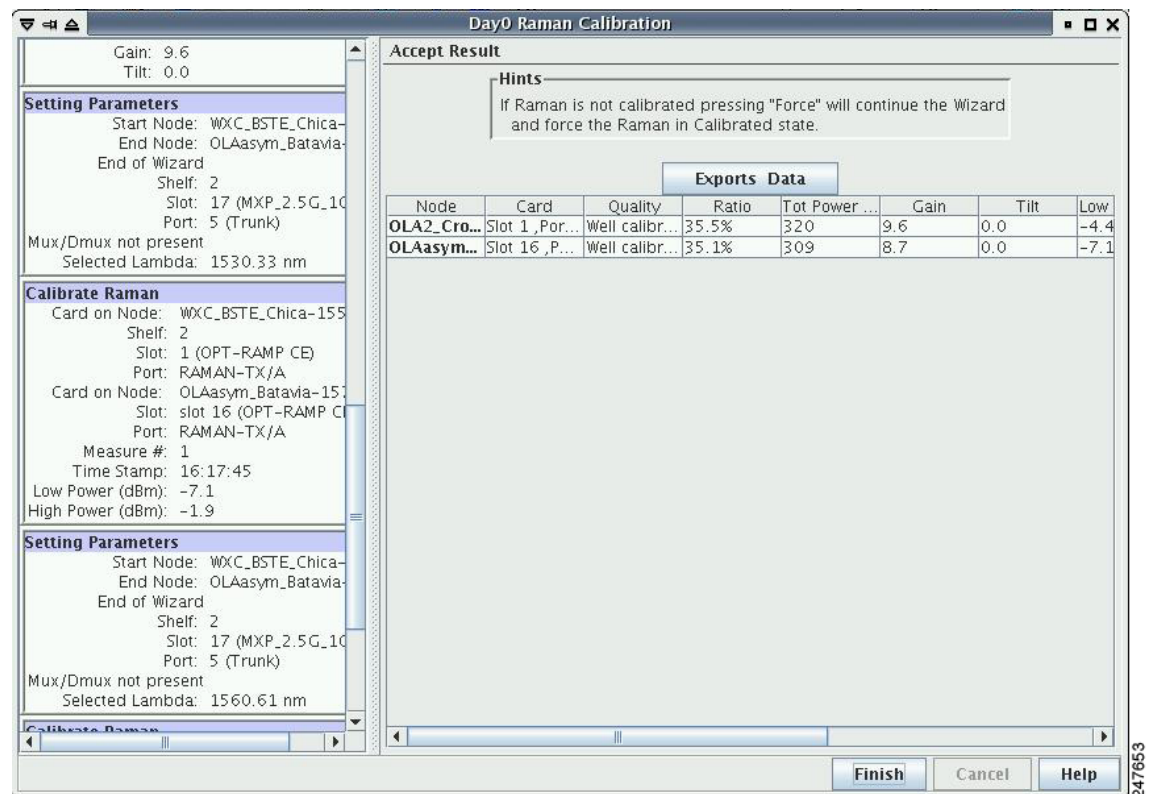 Day0 Raman Calibration
Gain: 9.6
Tilt: 0.0
Setting Parameters
Start Node: WXC_BSTE_Chica-
End Node: OLAasym_Batavia-
End of Wizard
Shelf: 2
Slot: 17 (MXP_2.5G_10
Port: 5 (Trunk)
Mux/Dmux not present
Selected Lambda: 1530.33 nm
Calibrate Raman
Card on Node: WXC_BSTE_Chica-155
Shelf: 2
Slot: 1 (OPT-RAMP CE)
Port: RAMAN-TX/A
Card on Node: OLAasym_Batavia-157
Slot: slot 16 (OPT-RAMP CE
Port: RAMAN-TX/A
Measure #: 1
Time Stamp: 16:17:45
Low Power (dBm): -7.1
High Power (dBm): -1.9
Setting Parameters
Start Node: WXC_BSTE_Chica-
End Node: OLAasym_Batavia-
End of Wizard
Shelf: 2
Slot: 17 (MXP_2.5G_10
Port: 5 (Trunk)
Mux/Dmux not present
Selected Lambda: 1560.61 nm
Calibrate Raman
Accept Result
Hints
If Raman is not calibrated pressing "Force" will continue the Wizard
and force the Raman in Calibrated state.
Exports Data
Node Card Quality Ratio Tot Power ... Gain Tilt Low
OLA2_Cro... Slot 1 ,Por... Well calibr... 35.5% 320 9.6 0.0 -4.4
OLAasym... Slot 16 ,P... Well calibr... 35.1% 309 8.7 0.0 -7.1
Finish Cancel Help
247653